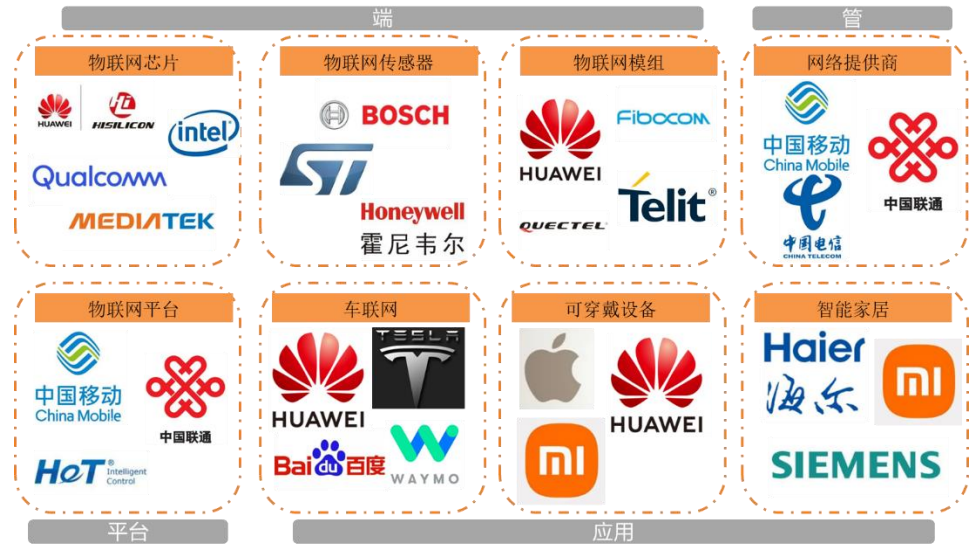 端
管
物联网芯片
HUAWEI
HISILICON
intel
Qualcomm
MEDIATEK
物联网传感器
BOSCH
ST
Honeywell
霍尼韦尔
物联网模组
HUAWEI
Fibocom
QUECTEL
Telit®
网络提供商
中国移动
China Mobile
中国联通
中国电信
CHINA TELECOM
物联网平台
中国移动
China Mobile
中国联通
HOT® Intelligent
Control
车联网
HUAWEI
TESLA
Bai du 百度
WAYMO
可穿戴设备
HUAWEI
mi
智能家居
Haier
海尔
mi
SIEMENS
平台
应用